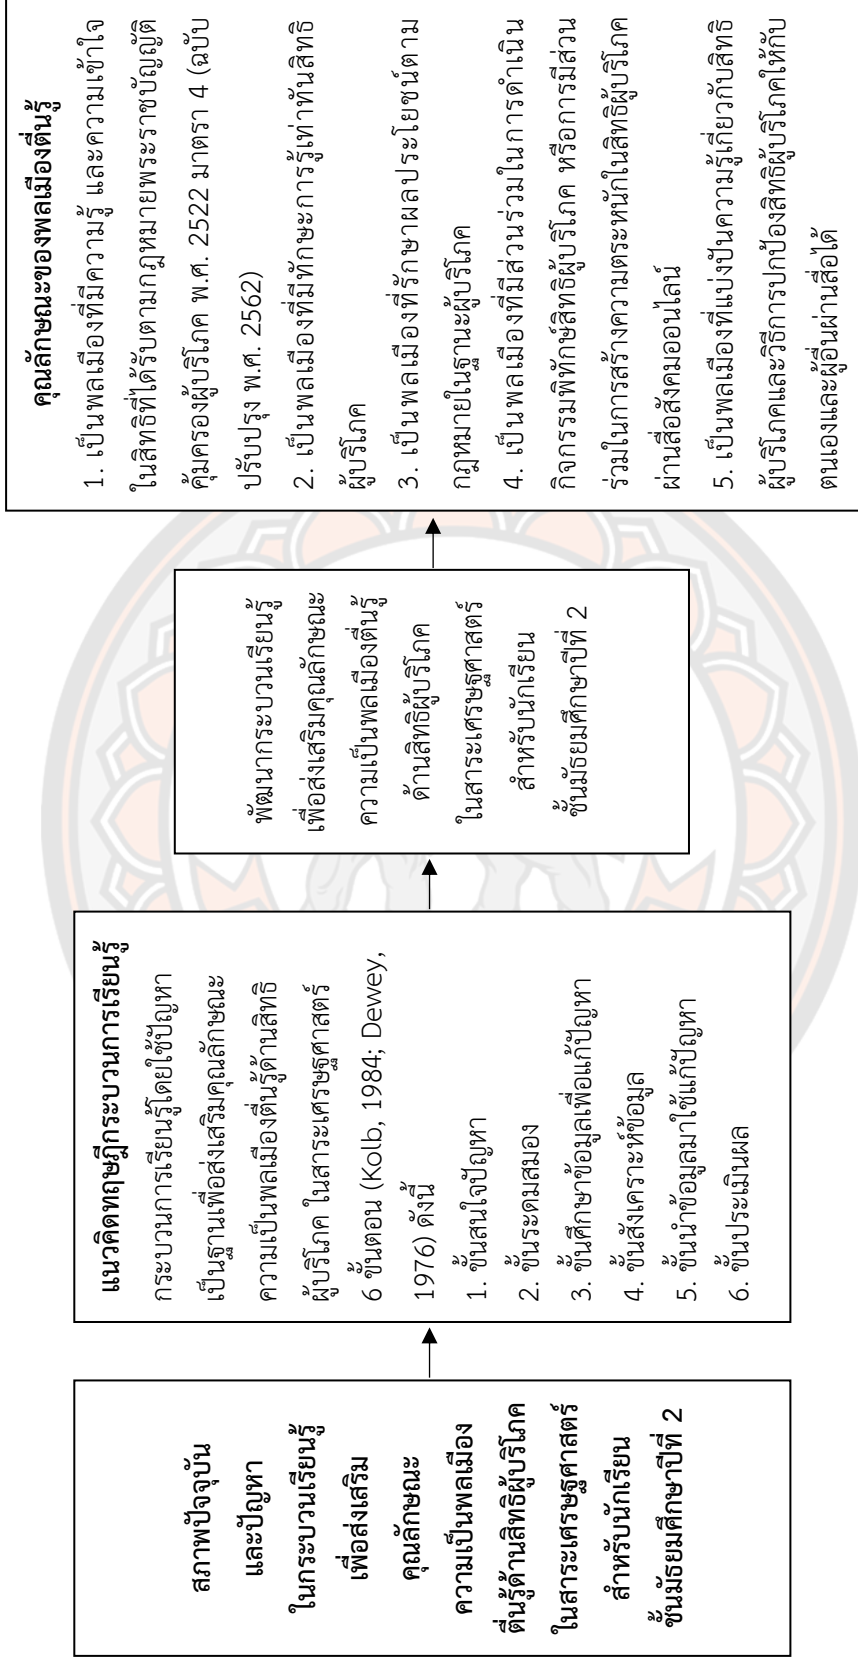 สภาพปัจจุบัน
และปัญหา
ในกระบวนเรียนรู้
เพื่อส่งเสริม
คุณลักษณะ
ความเป็นพลเมือง
ตื่นรู้ด้านสิทธิผู้บริโภค
ในสาระเศรษฐศาสตร์
สำหรับนักเรียน
ชั้นมัธยมศึกษาปีที่ 2
แนวคิดทฤษฎีกระบวนการเรียนรู้
กระบวนการเรียนรู้โดยใช้ปัญหา
เป็นฐานเพื่อส่งเสริมคุณลักษณะ
ความเป็นพลเมืองตื่นรู้ด้านสิทธิ
ผู้บริโภค ในสาระเศรษฐศาสตร์
6 ขั้นตอน (Kolb, 1984; Dewey,
1976) ดังนี้
1. ขั้นสนใจปัญหา
2. ขั้นระดมสมอง
3. ขั้นศึกษาข้อมูลเพื่อแก้ปัญหา
4. ขั้นสังเคราะห์ข้อมูล
5. ขั้นนำข้อมูลมาใช้แก้ปัญหา
6. ขั้นประเมินผล
พัฒนากระบวนเรียนรู้
เพื่อส่งเสริมคุณลักษณะ
ความเป็นพลเมืองตื่นรู้
ด้านสิทธิผู้บริโภค
ในสาระเศรษฐศาสตร์
สำหรับนักเรียน
ชั้นมัธยมศึกษาปีที่ 2
คุณลักษณะของพลเมืองตื่นรู้
1. เป็นพลเมืองที่มีความรู้ และความเข้าใจ
ในสิทธิที่ได้รับตามกฎหมายพระราชบัญญัติ
คุ้มครองผู้บริโภค พ.ศ. 2522 มาตรา 4 (ฉบับ
ปรับปรุง พ.ศ. 2562)
2. เป็นพลเมืองที่มีทักษะการรู้เท่าทันสิทธิ
ผู้บริโภค
3. เป็นพลเมืองที่รักษาผลประโยชน์ตาม
กฎหมายในฐานะผู้บริโภค
4. เป็นพลเมืองที่มีส่วนร่วมในการดำเนิน
กิจกรรมพิทักษ์สิทธิผู้บริโภค หรือการมีส่วน
ร่วมในการสร้างความตระหนักในสิทธิผู้บริโภค
ผ่านสื่อสังคมออนไลน์
5. เป็นพลเมืองที่แบ่งปันความรู้เกี่ยวกับสิทธิ
ผู้บริโภคและวิธีการปกป้องสิทธิผู้บริโภคให้กับ
ตนเองและผู้อื่นผ่านสื่อได้